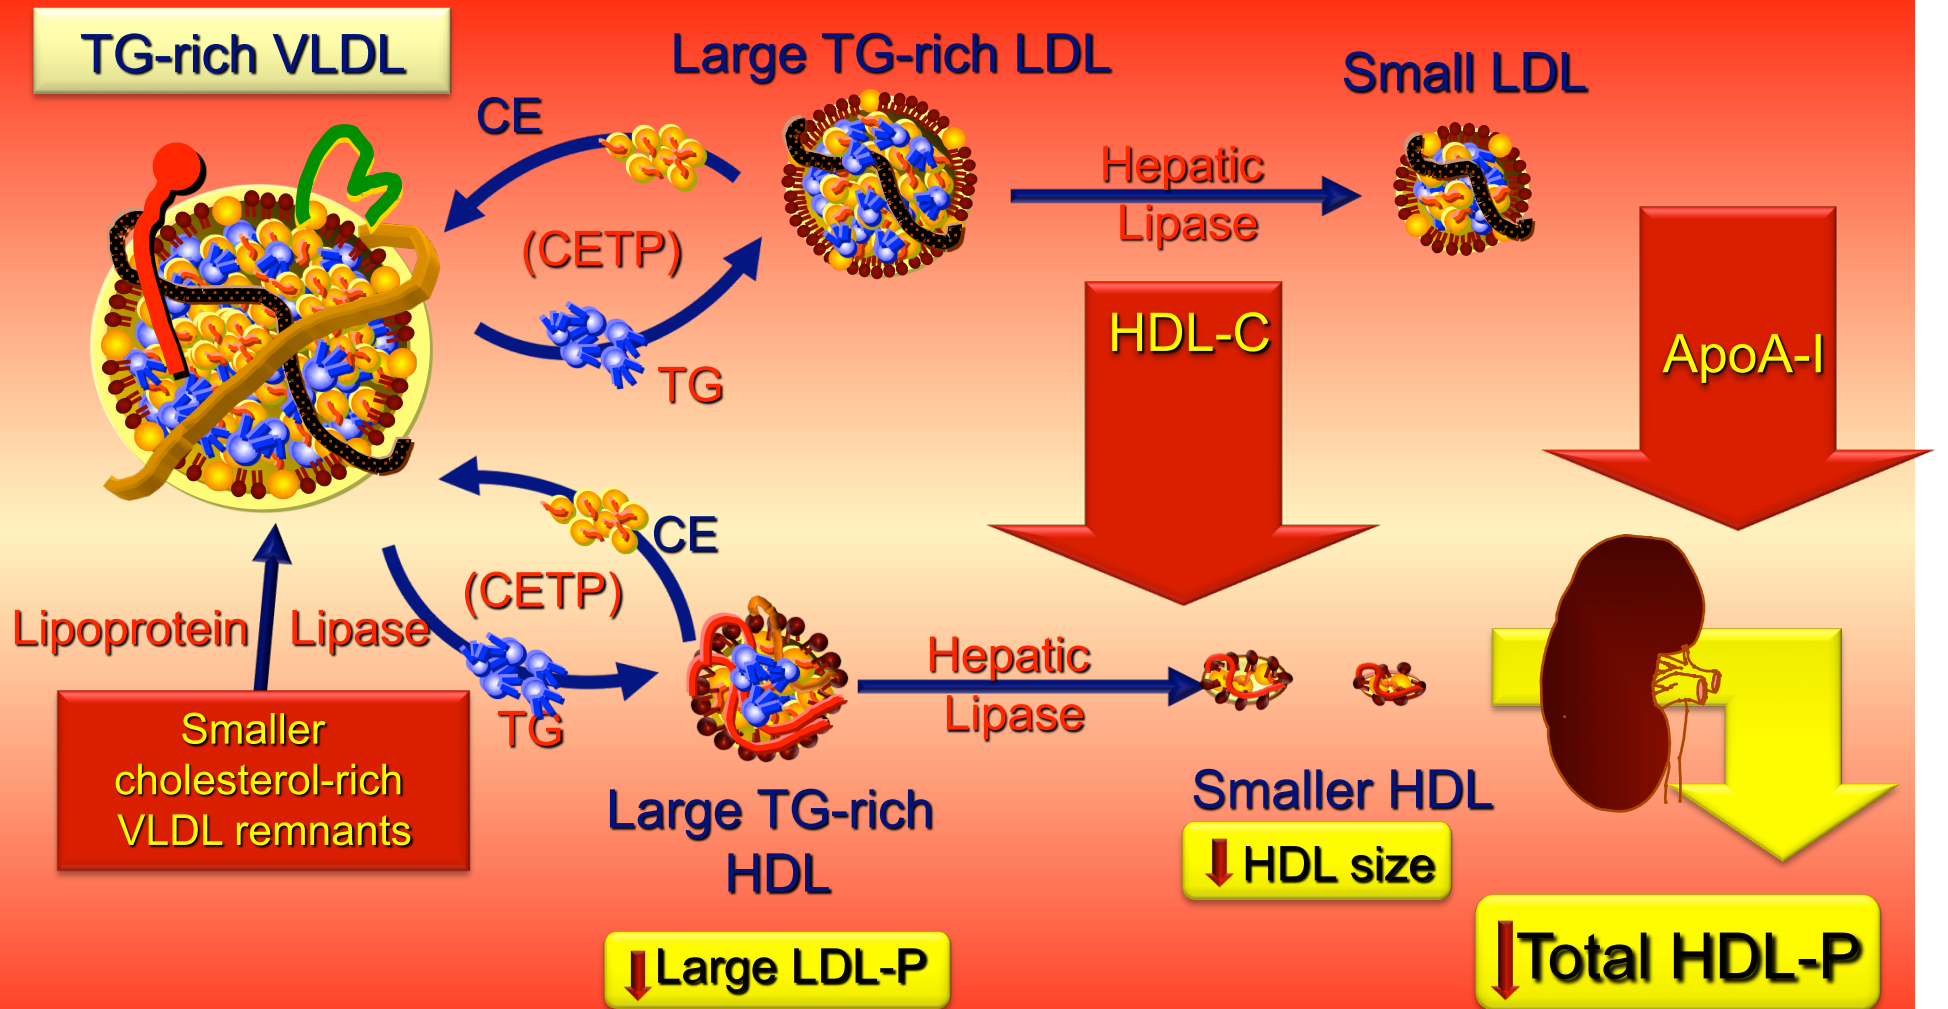 TG-rich VLDL
Large TG-rich LDL
Small LDL
CE
Hepatic
Lipase
(CETP)
TG
HDL-C
ApoA-I
CE
(CETP)
TG
Lipoprotein Lipase
Smaller
cholesterol-rich
VLDL remnants
Hepatic
Lipase
Large TG-rich
HDL
Smaller HDL
HDL size
Large LDL-P
Total HDL-P